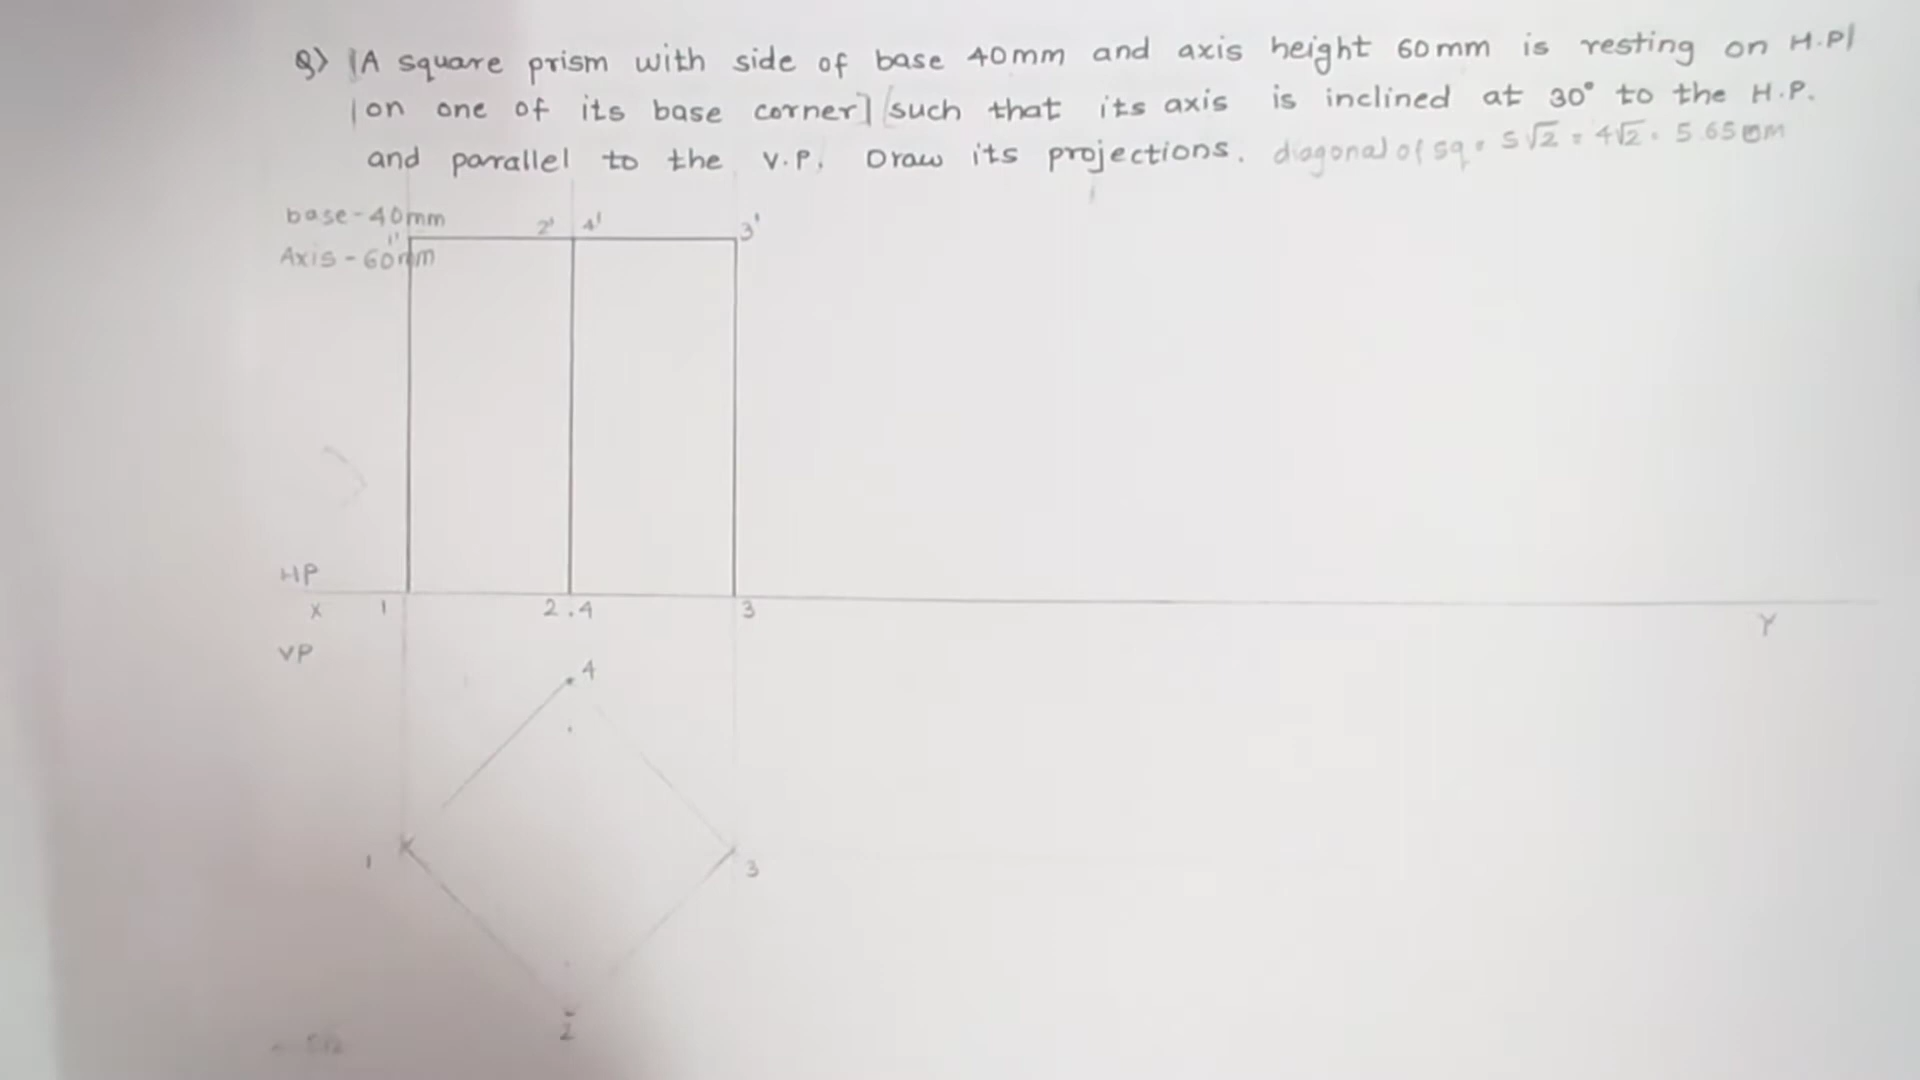 Q) A square prism with side of base 40mm and axis height 60mm is resting on H.P
on one of its base corner] [such that its axis is inclined at 30° to the H.P.
and parallel to the V.P. Draw its projections. diagonal of sq = S√2 = 4√2 = 5.65cm
base-40mm
Axis-60mm
1' 2' 4' 3'
HP
X 1 2.4 3 Y
VP
4
1 3
2